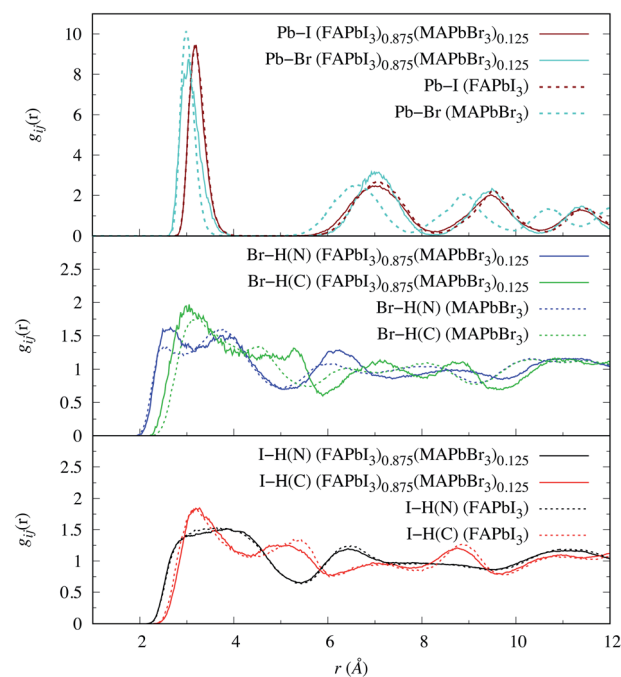 Pb−I (FAPbI3)0.875(MAPbBr3)0.125
Pb−Br (FAPbI3)0.875(MAPbBr3)0.125
Pb−I (FAPbI3)
Pb−Br (MAPbBr3)
gij(r)
10
8
6
4
2
0
Br−H(N) (FAPbI3)0.875(MAPbBr3)0.125
Br−H(C) (FAPbI3)0.875(MAPbBr3)0.125
Br−H(N) (MAPbBr3)
Br−H(C) (MAPbBr3)
gij(r)
2.5
2
1.5
1
0.5
0
I−H(N) (FAPbI3)0.875(MAPbBr3)0.125
I−H(C) (FAPbI3)0.875(MAPbBr3)0.125
I−H(N) (FAPbI3)
I−H(C) (FAPbI3)
gij(r)
2.5
2
1.5
1
0.5
0
2 4 6 8 10 12
r (Å)